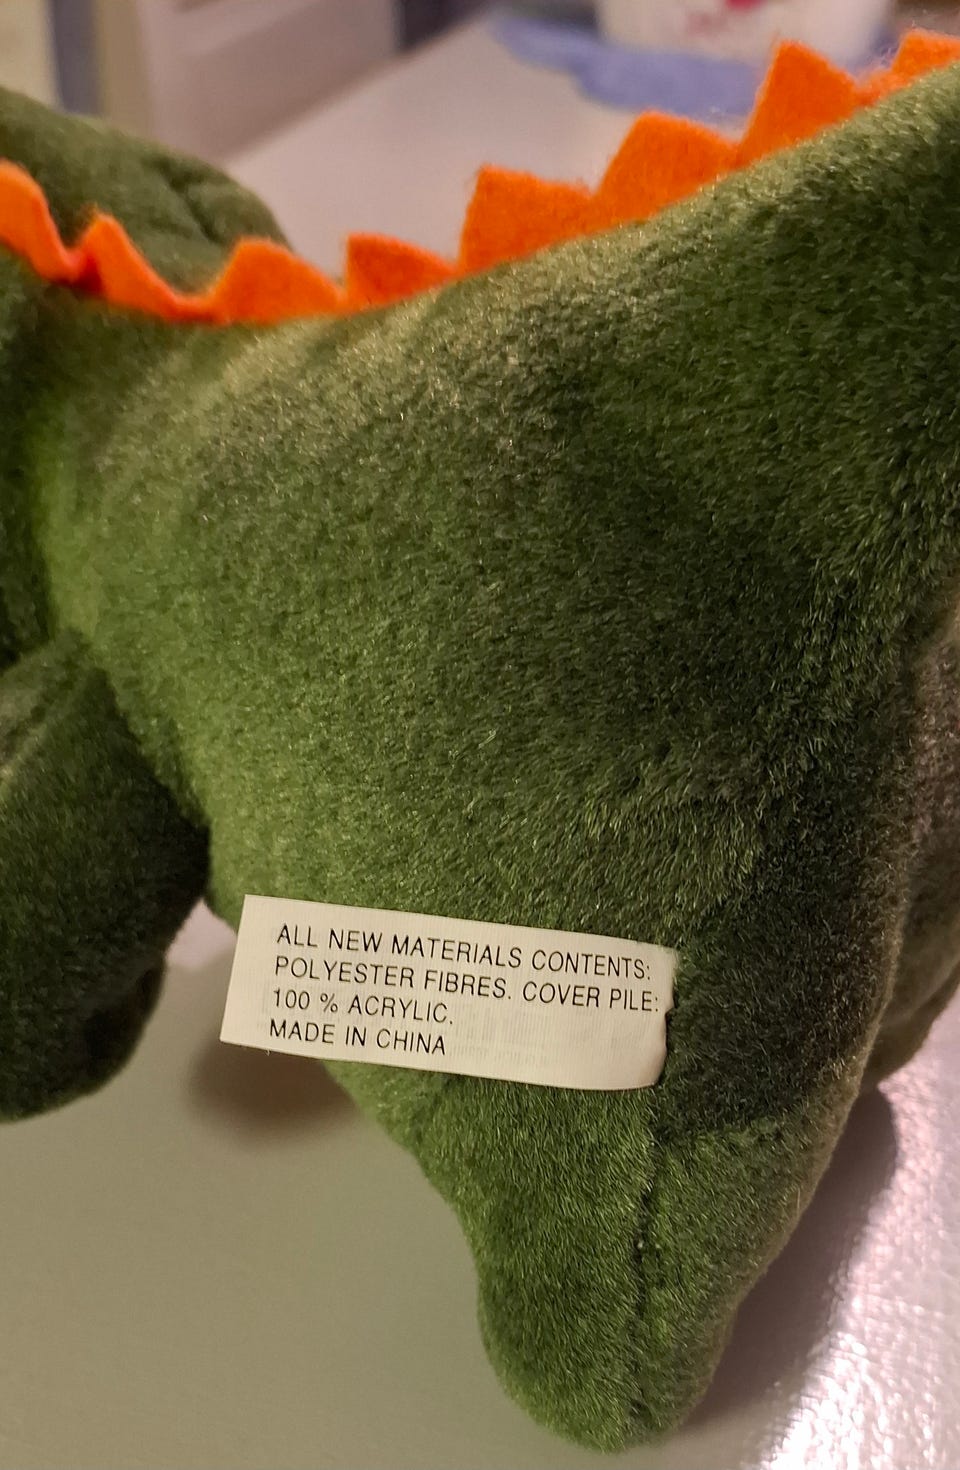 ALL NEW MATERIALS CONTENTS:
POLYESTER FIBRES. COVER PILE:
100 % ACRYLIC.
MADE IN CHINA